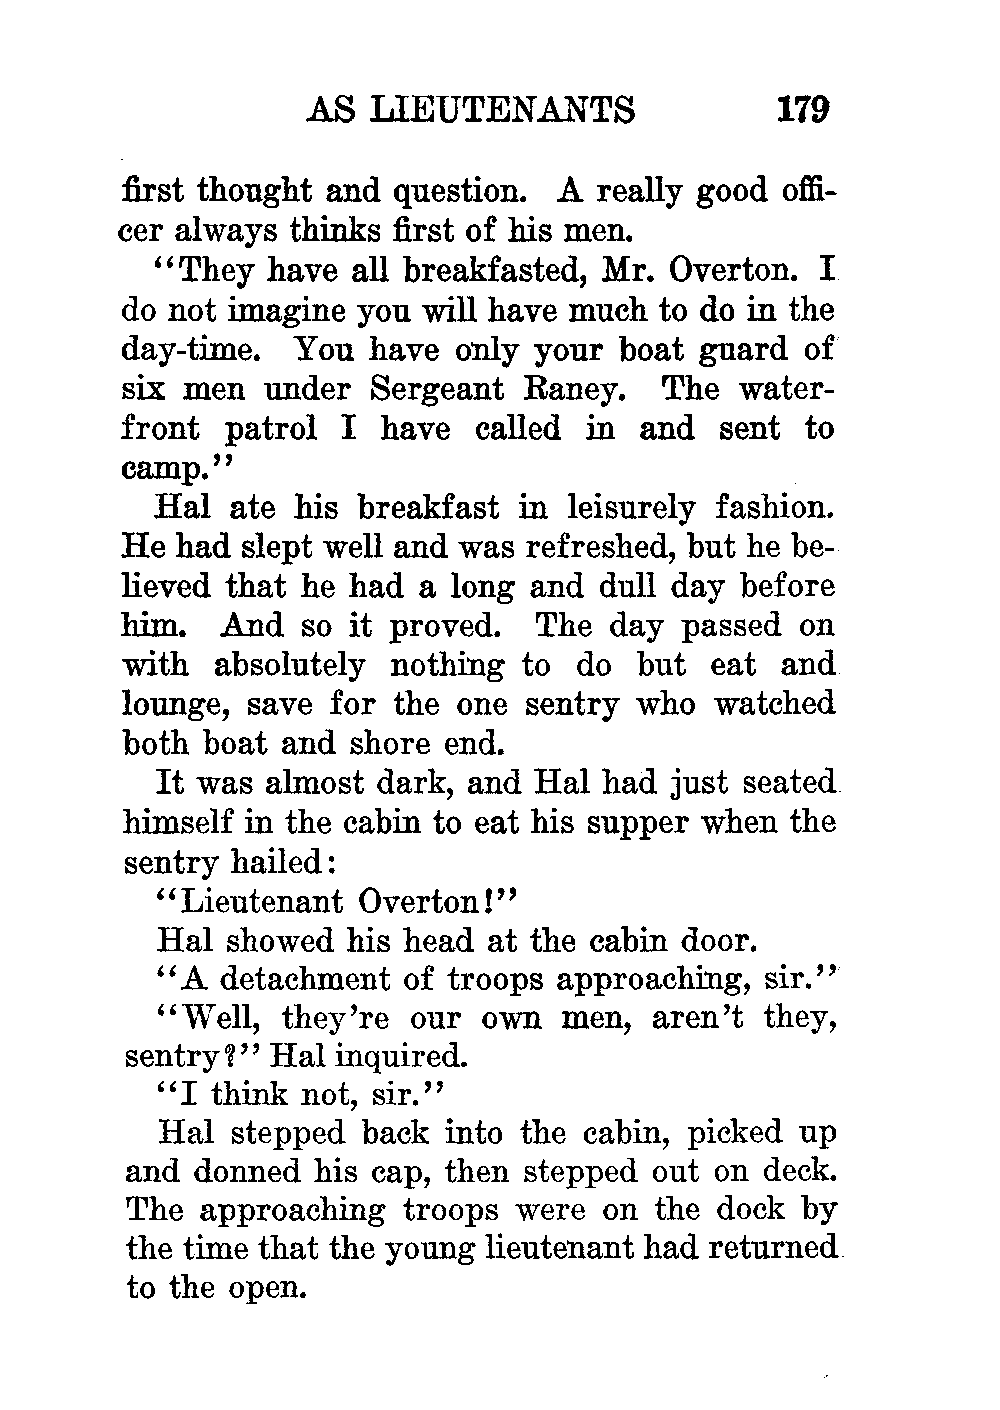 AS LIEUTENANTS 179
first thought and question. A really good offi-
cer always thinks first of his men.
“They have all breakfasted, Mr. Overton. I
do not imagine you will have much to do in the
day-time. You have only your boat guard of
six men under Sergeant Raney. The water-
front patrol I have called in and sent to
camp.”
Hal ate his breakfast in leisurely fashion.
He had slept well and was refreshed, but he be-
lieved that he had a long and dull day before
him. And so it proved. The day passed on
with absolutely nothing to do but eat and
lounge, save for the one sentry who watched
both boat and shore end.
It was almost dark, and Hal had just seated
himself in the cabin to eat his supper when the
sentry hailed:
“Lieutenant Overton!”
Hal showed his head at the cabin door.
“A detachment of troops approaching, sir.”
“Well, they’re our own men, aren’t they,
sentry?” Hal inquired.
“I think not, sir.”
Hal stepped back into the cabin, picked up
and donned his cap, then stepped out on deck.
The approaching troops were on the dock by
the time that the young lieutenant had returned
to the open.